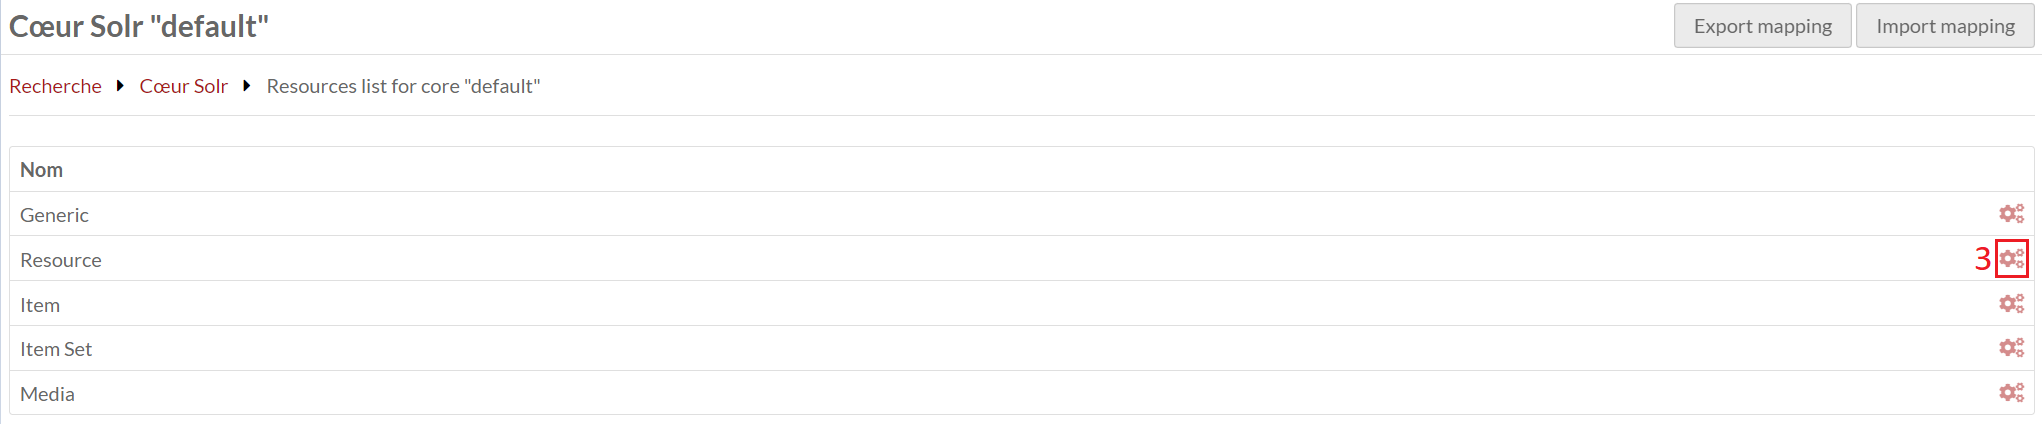 Cœur Solr "default"
Export mapping
Import mapping
Recherche Cœur Solr Resources list for core "default"
Nom
Generic
Resource
3
Item
Item Set
Media